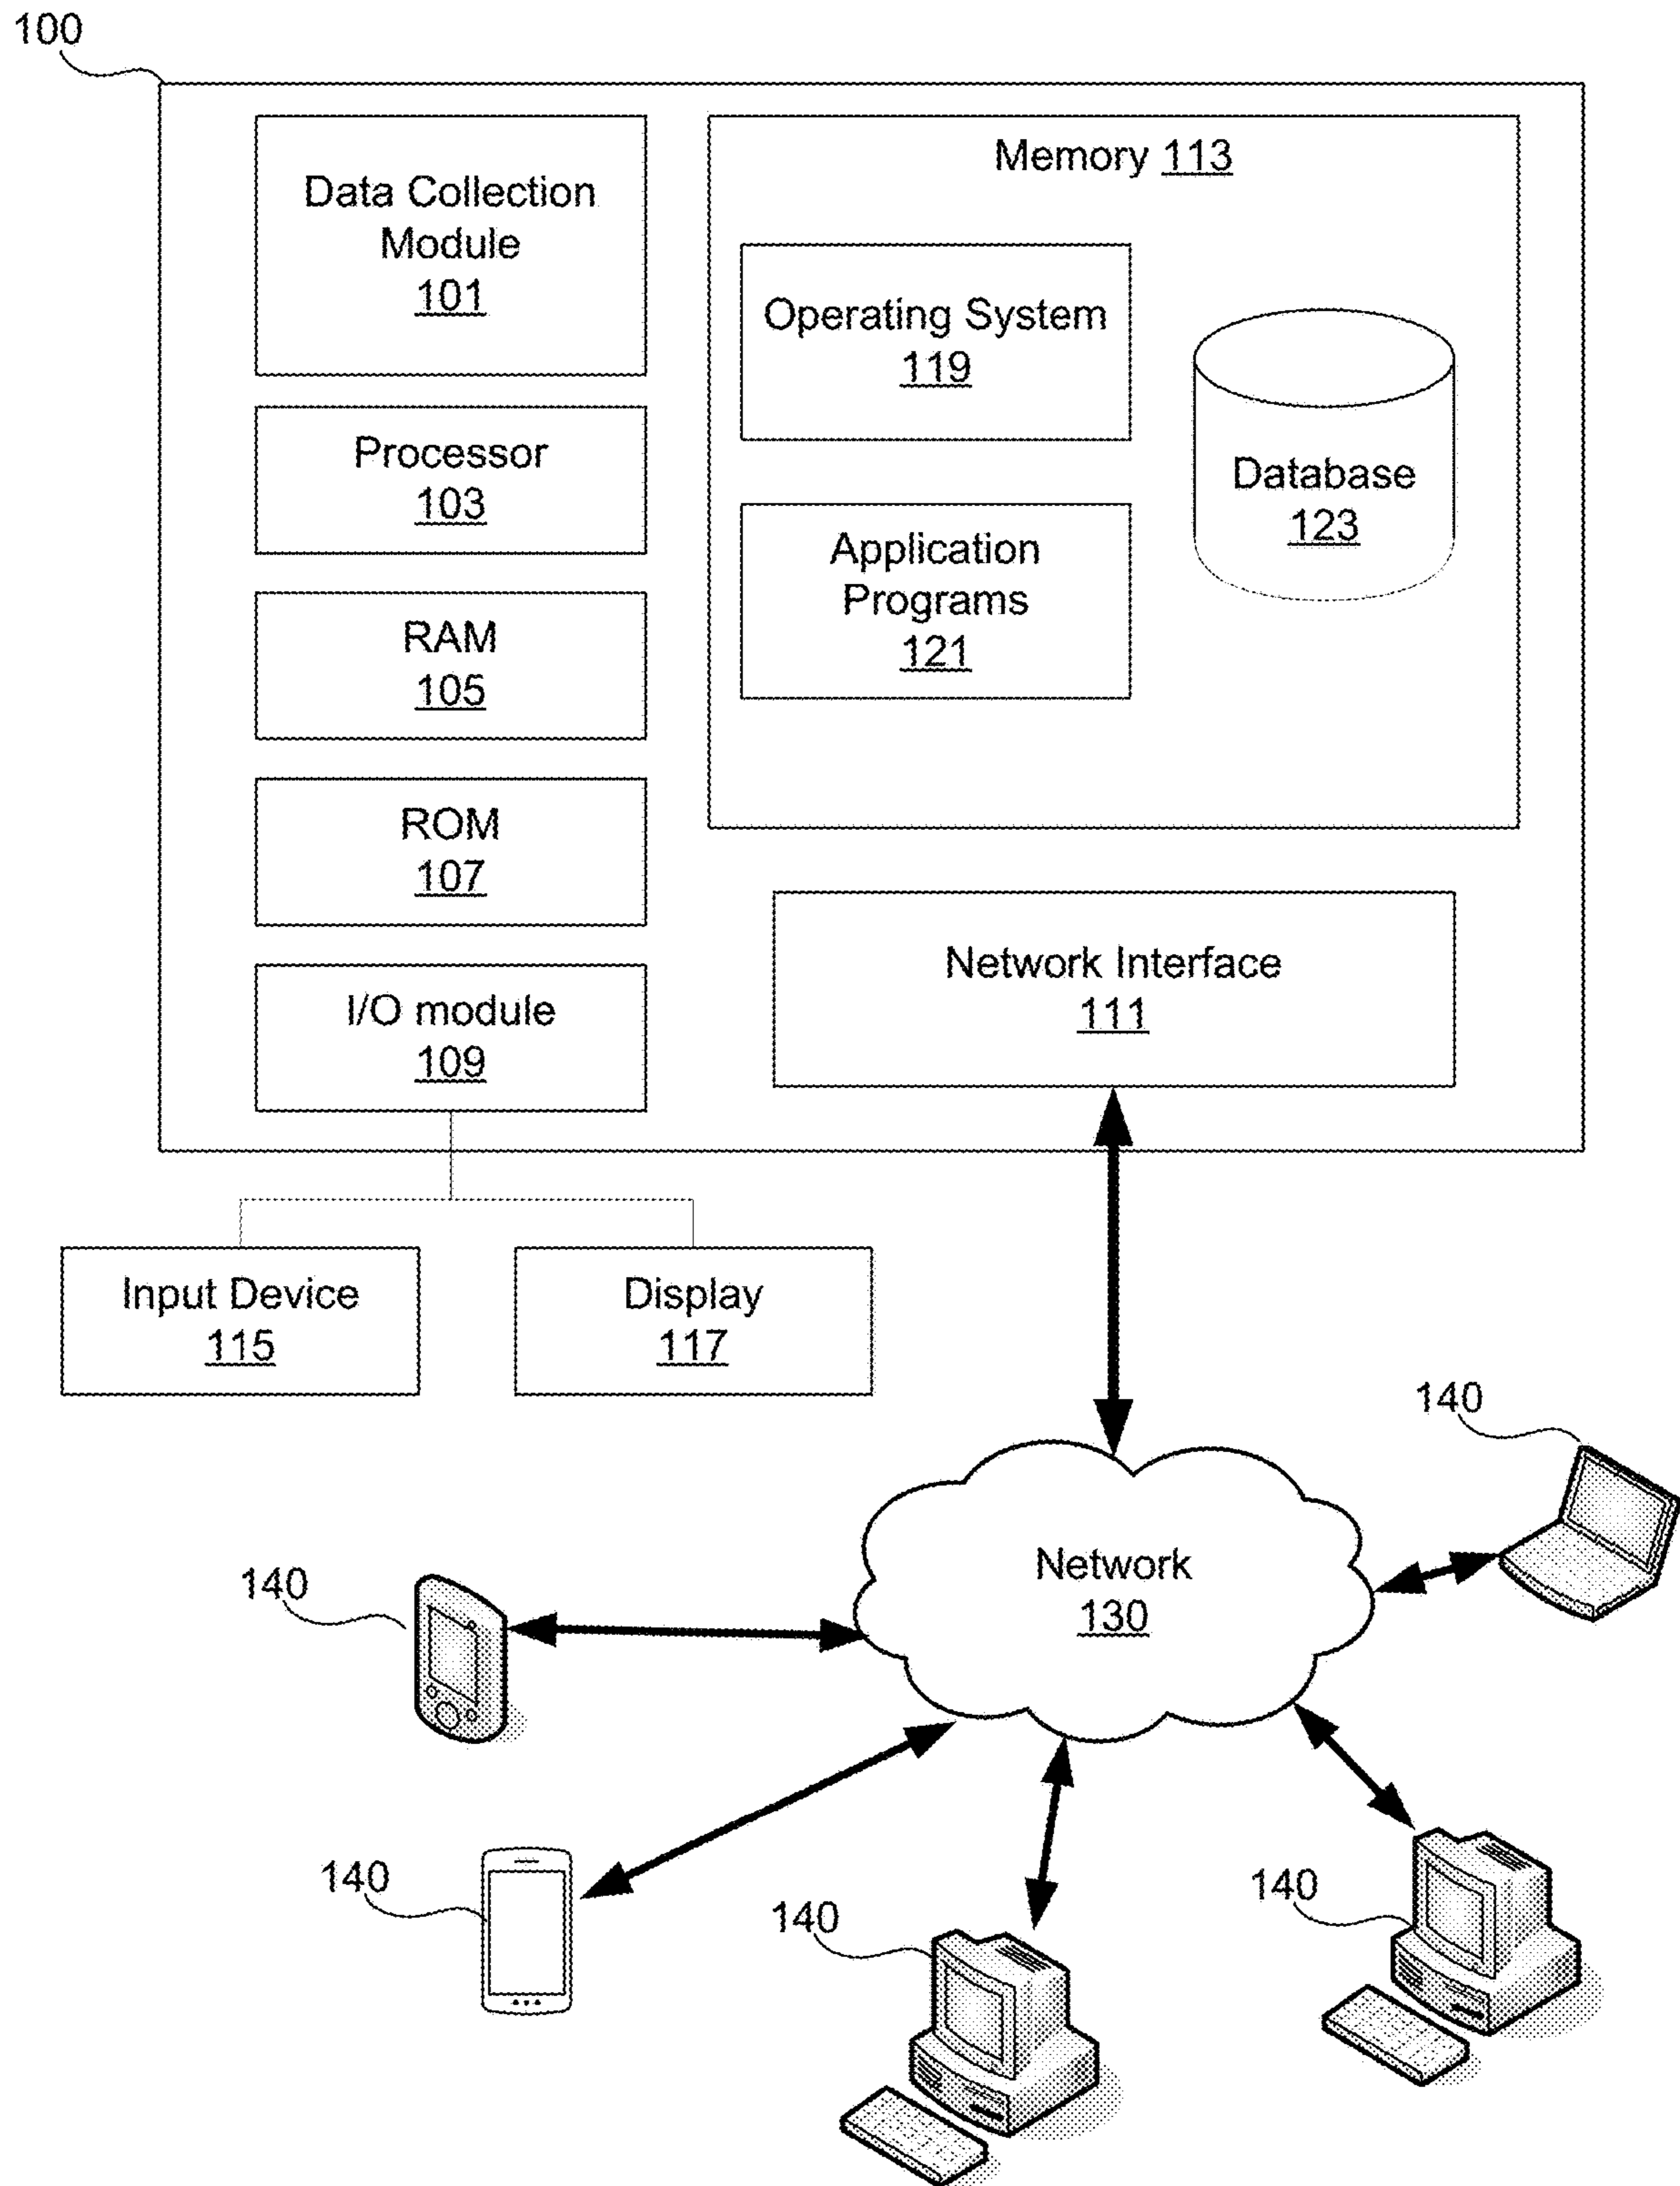 100
Data Collection
Module
101
Processor
103
RAM
105
ROM
107
I/O module
109
Memory 113
Operating System
119
Application
Programs
121
Database
123
Network Interface
111
Input Device
115
Display
117
Network
130
140
140
140
140
140